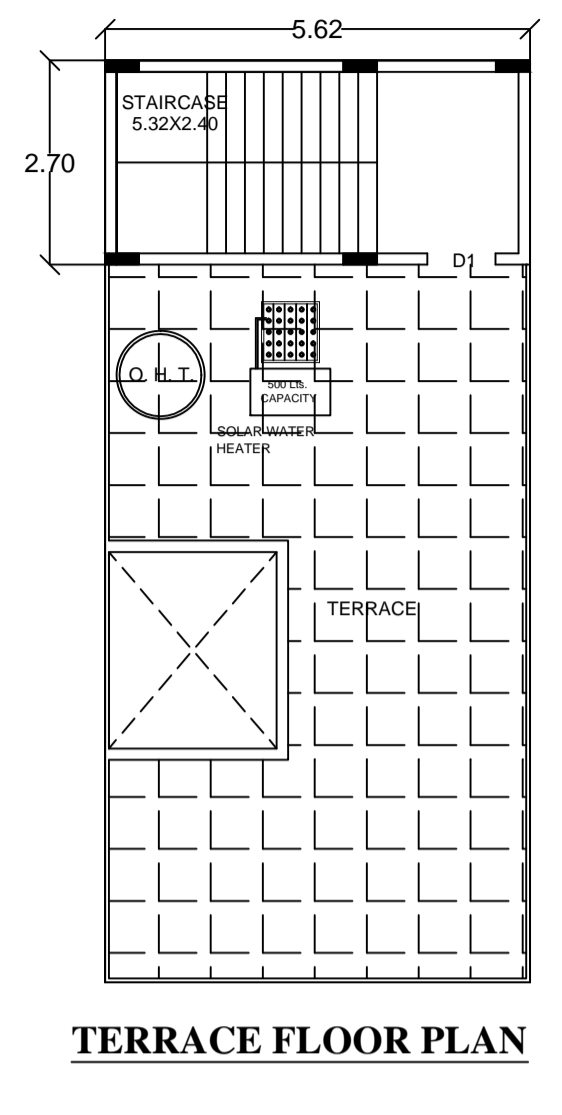 5.62
STAIRCASE
5.32X2.40
2.70
D1
O. H. T.
500 Lts.
CAPACITY
SOLAR WATER
HEATER
TERRACE
TERRACE FLOOR PLAN